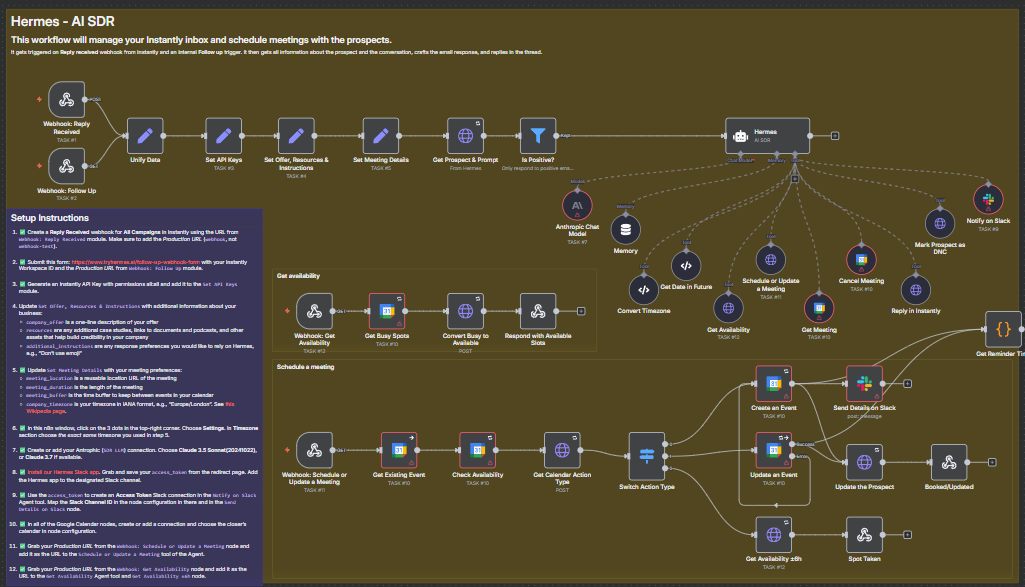 Hermes - AI SDR
This workflow will manage your Instantly inbox and schedule meetings with the prospects.
It gets triggered on Reply received webhook from Instantly and an internal Follow up trigger. It then gets all information about the prospect and the conversation, crafts the email response, and replies in the thread.
POST
Webhook: Reply
Received
TASK #1
GET
Webhook: Follow Up
TASK #2
Unify Data
Set API Keys
TASK #3
Set Offer, Resources &
Instructions
TASK #4
Set Meeting Details
TASK #5
Get Prospect & Prompt
From Hermes
Is Positive?
Only respond to positive ema...
Kept
Hermes
AI SDR
Chat Model*
Memory
Tool
Model
Anthropic Chat
Model
TASK #7
Memory
Memory
Tool
Convert Timezone
Tool
Get Date in Future
Tool
Get Availability
TASK #12
Tool
Schedule or Update
a Meeting
TASK #11
Tool
Get Meeting
TASK #10
Tool
Cancel Meeting
TASK #10
Tool
Reply in Instantly
Tool
Mark Prospect as
DNC
Tool
Notify on Slack
TASK #9
Setup Instructions
1. Create a Reply Received webhook for All Campaigns in Instantly using the URL from
Webhook: Reply Received module. Make sure to add the Production URL (webhook, not
webhook-test).
2. Submit this form: https://www.tryhermes.ai/follow-up-webhook-form with your Instantly
Workspace ID and the Production URL from Webhook: Follow Up module.
3. Generate an Instantly API Key with permissions all:all and add it to the Set API Keys
module.
4. Update Set Offer, Resources & Instructions with additional information about your
business:
company_offer is a one-line description of your offer
resources are any additional case studies, links to documents and podcasts, and other
assets that help build credibility in your company
additional_instructions are any response preferences you would like to rely on Hermes,
e.g., "Don't use emoji"
5. Update Set Meeting Details with your meeting preferences:
meeting_location is a reusable location URL of the meeting
meeting_duration is the length of the meeting
meeting_buffer is the time buffer to keep between events in your calendar
company_timezone is your timezone in IANA format, e.g., "Europe/London". See this
Wikipedia page.
6. In this n8n window, click on the 3 dots in the top-right corner. Choose Settings. In Timezone
section choose the exact same timezone you used in step 5.
7. Create or add your Antrophic (SDR LLM) connection. Choose Claude 3.5 Sonnet(20241022),
or Claude 3.7 if available.
8. Install our Hermes Slack app. Grab and save your access_token from the redirect page. Add
the Hermes app to the designated Slack channel.
9. Use the access_token to create an Access Token Slack connection in the Notify on Slack
Agent tool. Map the Slack Channel ID in the node configuration in there and in the Send
Details on Slack node.
10. In all of the Google Calender nodes, create or add a connection and choose the closer's
calender in node configuration.
11. Grab your Production URL from the Webhook: Schedule or Update a Meeting node and
add it as the URL to the Schedule or Update a Meeting tool of the Agent.
12. Grab your Production URL from the Webhook: Get Availability node and add it as the
URL to the Get Availability Agent tool and Get Availability ±6h node.
Get availability
GET
Webhook: Get
Availability
TASK #12
Get Busy Spots
TASK #10
Convert Busy to
Available
POST
Respond with Available
Slots
Schedule a meeting
GET
Webhook: Schedule or
Update a Meeting
TASK #11
Get Existing Event
TASK #10
Check Availability
TASK #10
Get Calendar Action
Type
POST
Switch Action Type
Create an Event
TASK #10
Success
Error
Update an Event
TASK #10
Get Availability ±6h
TASK #12
Send Details on Slack
post: message
Update the Prospect
Booked/Updated
Spot Taken
Get Reminder Tim